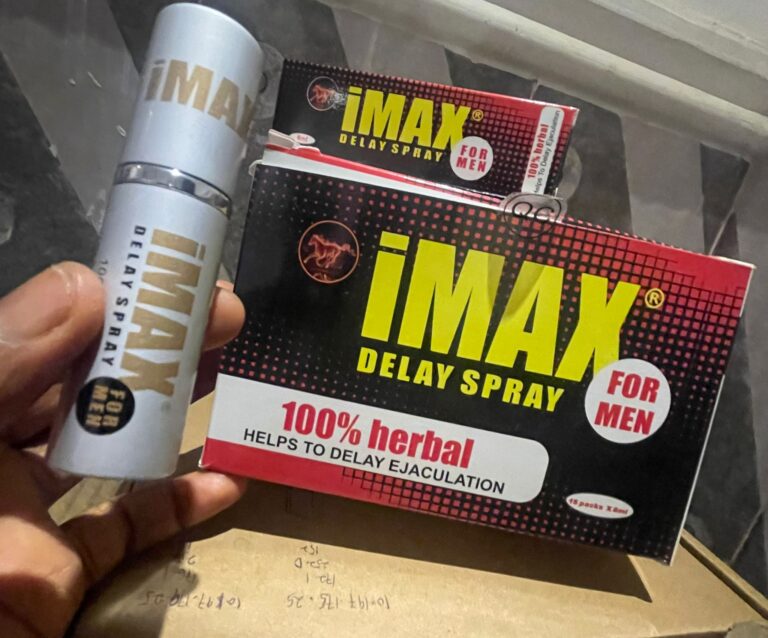 iMAX
iMAX®
DELAY SPRAY
FOR
MEN
iMAX®
DELAY SPRAY
FOR
MEN
100% herbal
iMAX®
DELAY SPRAY
FOR
MEN
100% herbal
HELPS TO DELAY EJACULATION